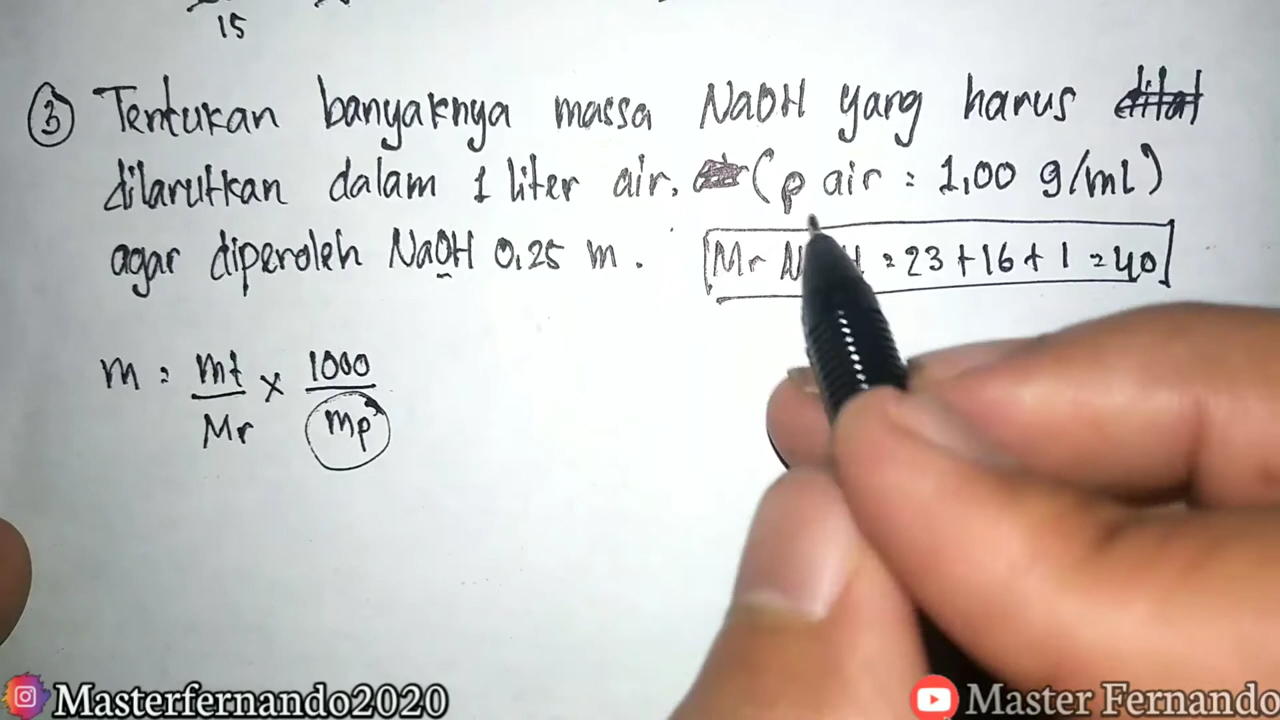 15
③ Tentukan banyaknya massa NaOH yang harus
dilarutkan dalam 1 liter air. (ρ air = 1,00 g/ml)
agar diperoleh NaOH 0,25 m.
Mr = 23 + 16 + 1 = 40
m = mt/Mr × 1000/mp
Masterfernando2020
Master Fernando